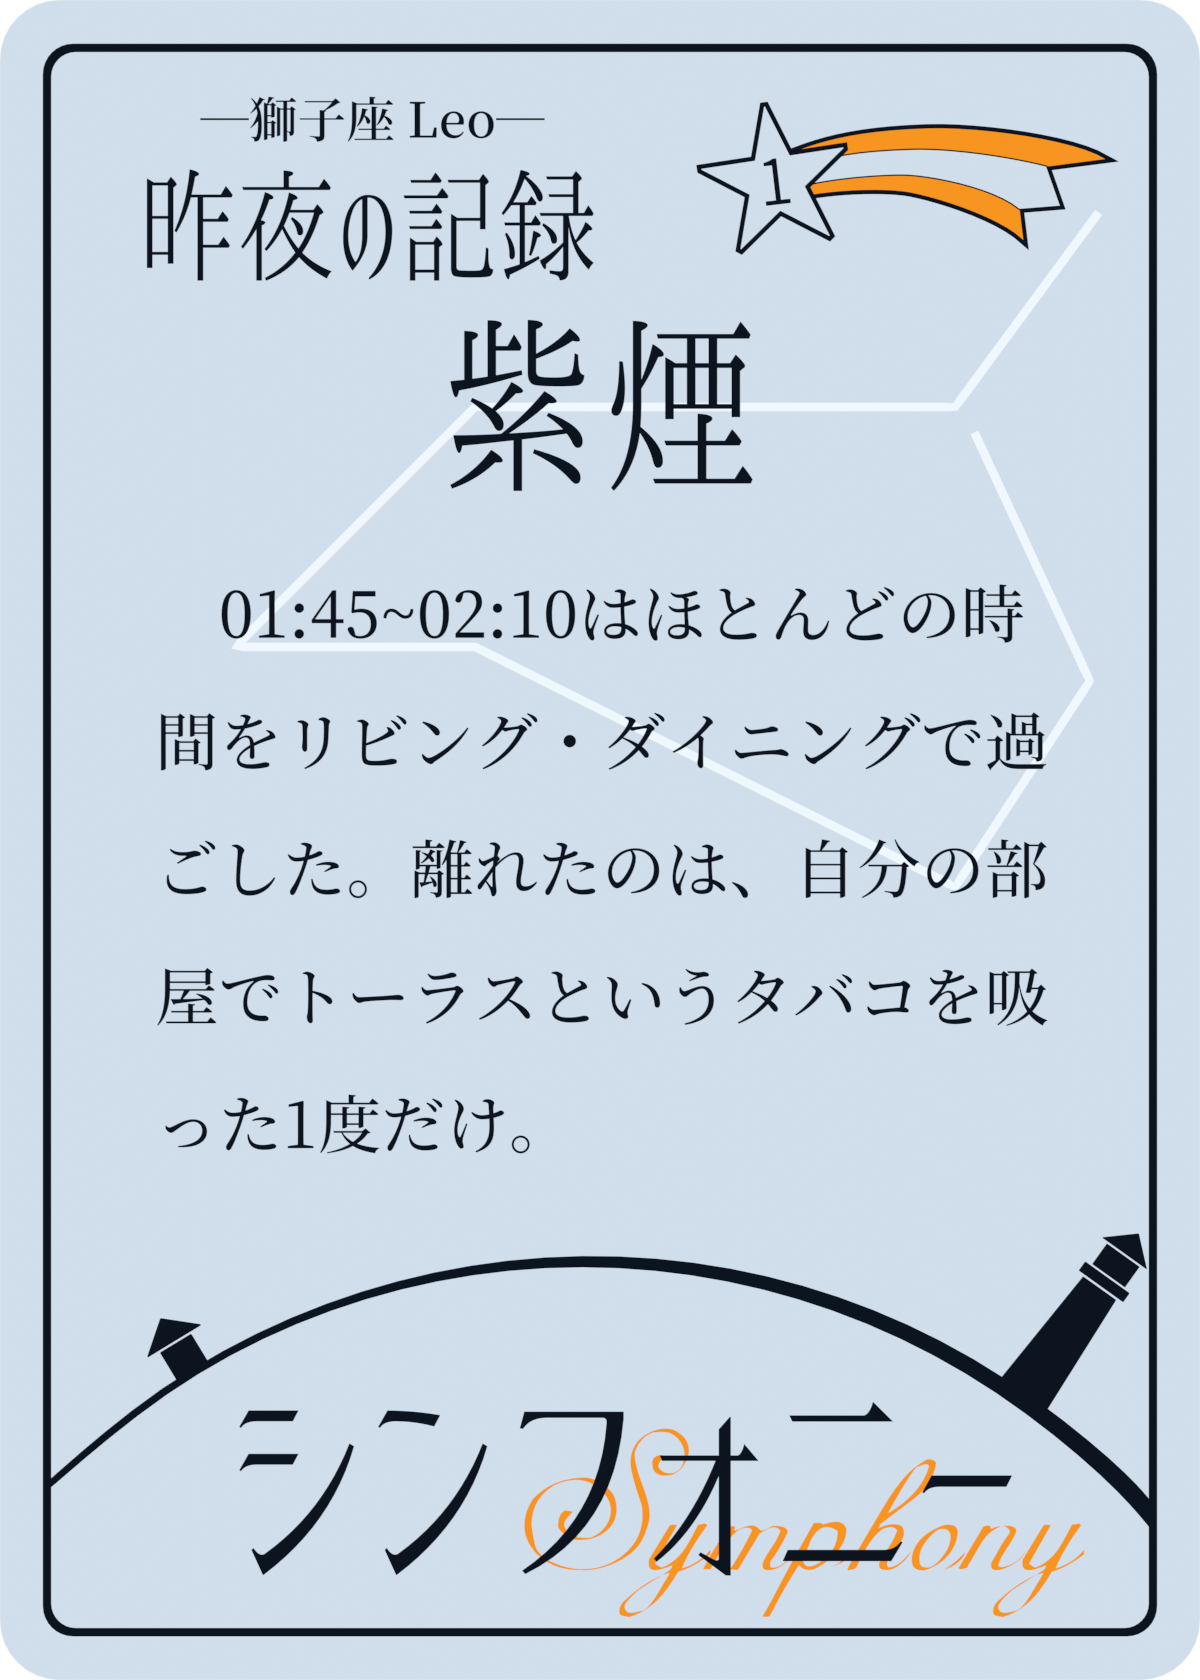 —獅子座 Leo—
昨夜の記録
1
紫煙
01:45~02:10はほとんどの時
間をリビング・ダイニングで過
ごした。離れたのは、自分の部
屋でトーラスというタバコを吸
った1度だけ。
シンフォニー
Symphony